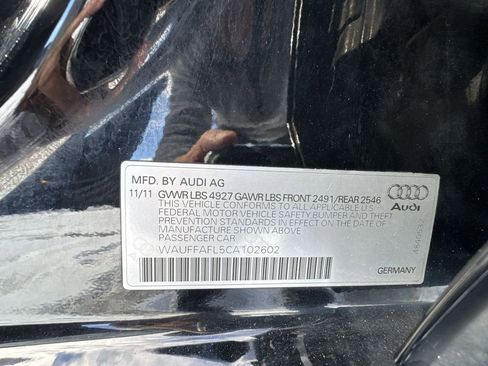 MFD. BY AUDI AG
11/11 GVWR LBS 4927 GAWR LBS FRONT 2491/REAR 2546
THIS VEHICLE CONFORMS TO ALL APPLICABLE U.S.
FEDERAL MOTOR VEHICLE SAFETY, BUMPER AND THEFT
PREVENTION STANDARDS IN EFFECT ON THE DATE OF
MANUFACTURE SHOWN ABOVE.
PASSENGER CAR
WAUFFAFL5CA102602
Audi
GERMANY